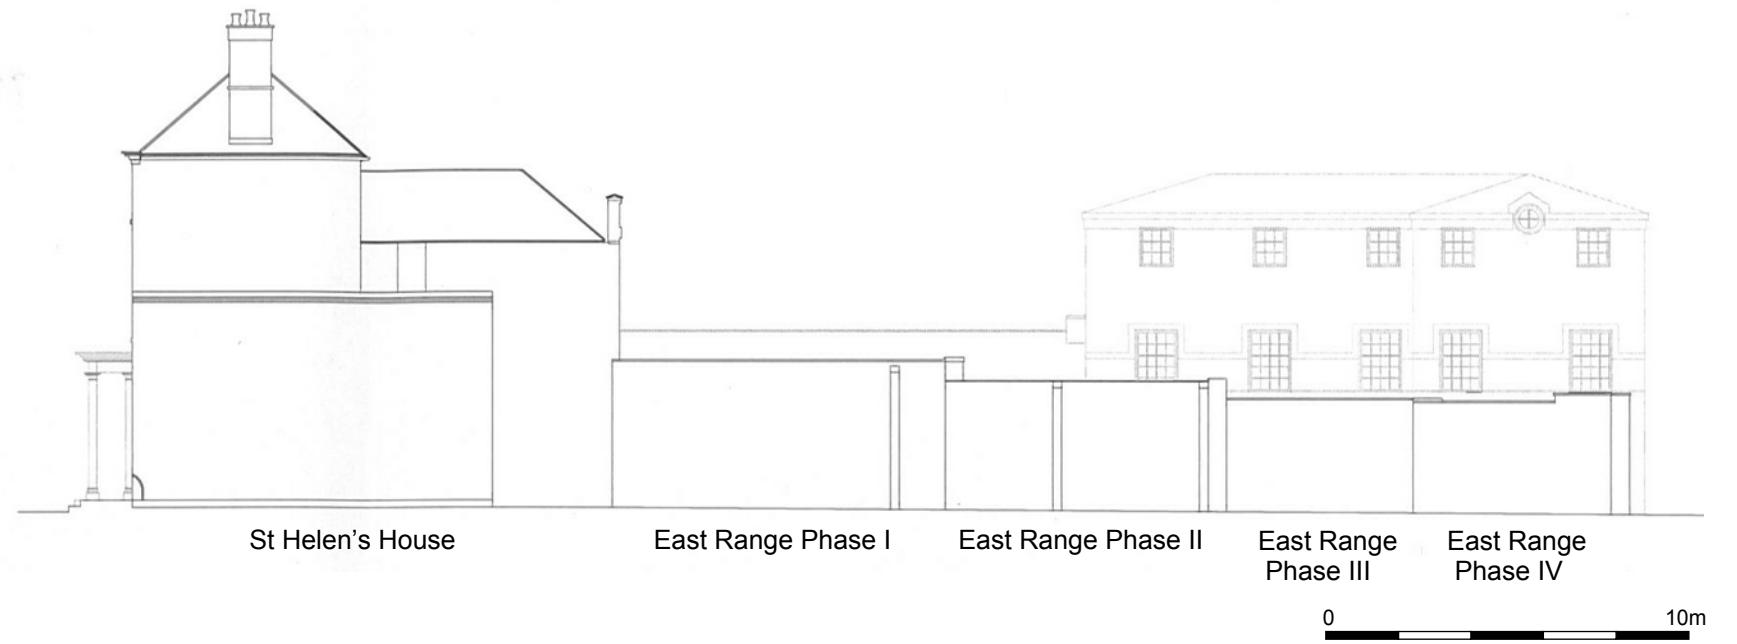 St Helen’s House
East Range Phase I
East Range Phase II
East Range
Phase III
East Range
Phase IV
0
10m